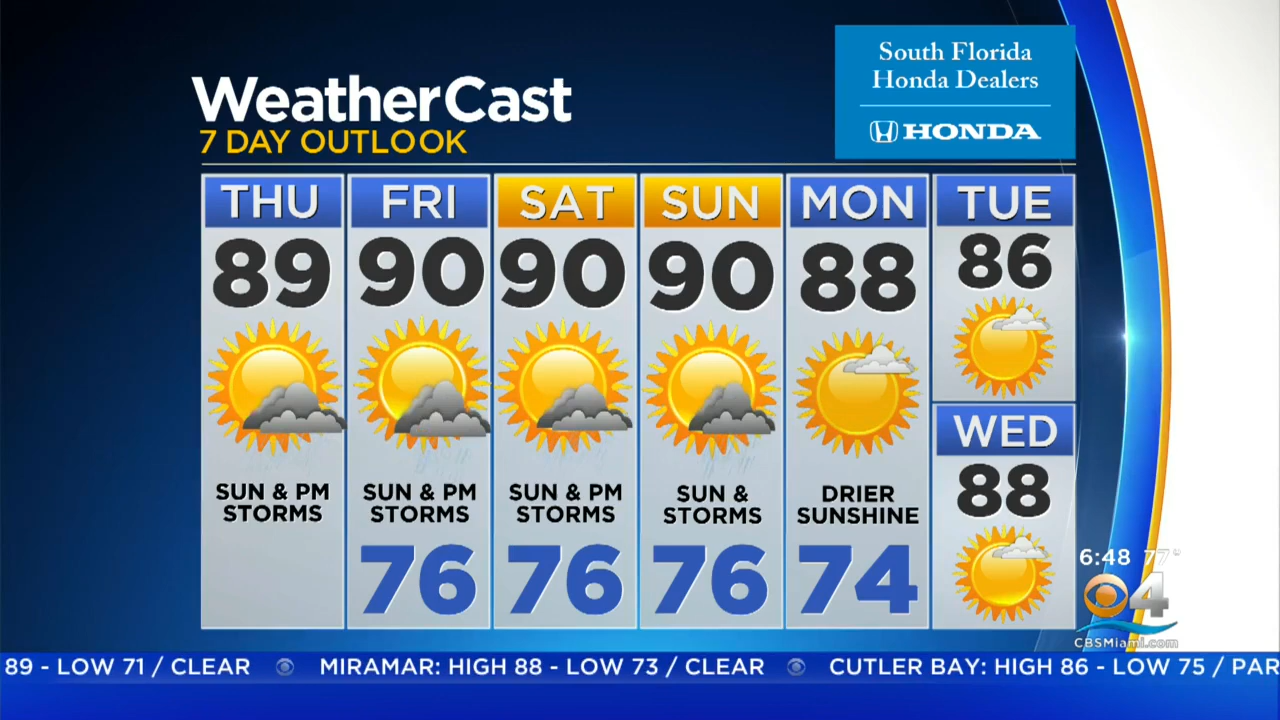 South Florida
Honda Dealers
HONDA
WeatherCast
7 DAY OUTLOOK
THU
89
SUN & PM
STORMS
FRI
90
SUN & PM
STORMS
76
SAT
90
SUN & PM
STORMS
76
SUN
90
SUN &
STORMS
76
MON
88
DRIER
SUNSHINE
74
TUE
86
WED
88
6:48 77°
4
CBSMiami.com
89 - LOW 71 / CLEAR MIRAMAR: HIGH 88 - LOW 73 / CLEAR CUTLER BAY: HIGH 86 - LOW 75 / PAR